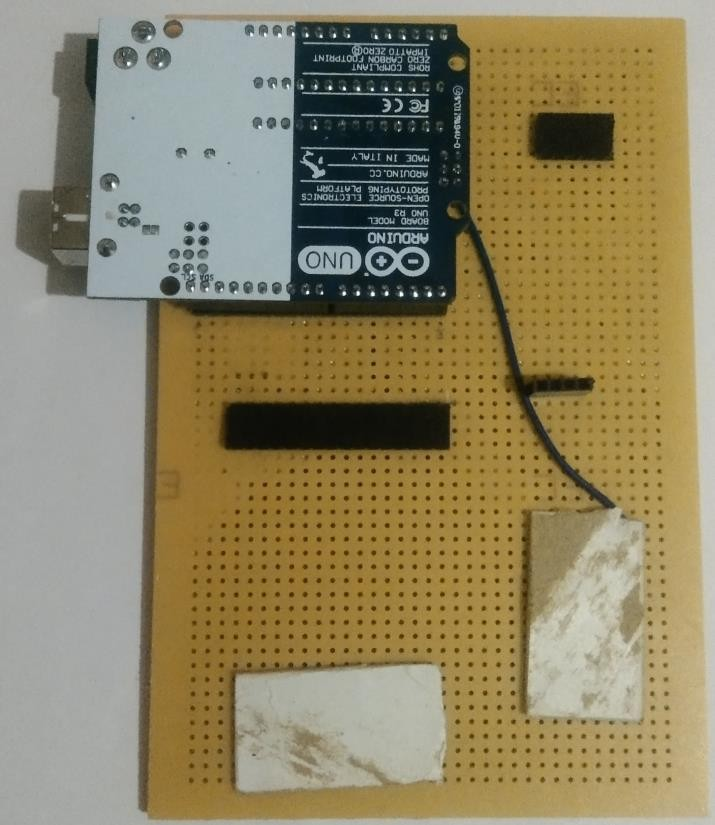 SDA SCL
UNO
ARDUINO
BOARD MODEL
UNO R3
OPEN-SOURCE ELECTRONICS
PROTOTYPING PLATFORM
ARDUINO.CC
MADE IN ITALY
FC CE
ROHS COMPLIANT
ZERO CARBON FOOTPRINT
IMPATTO ZERO®